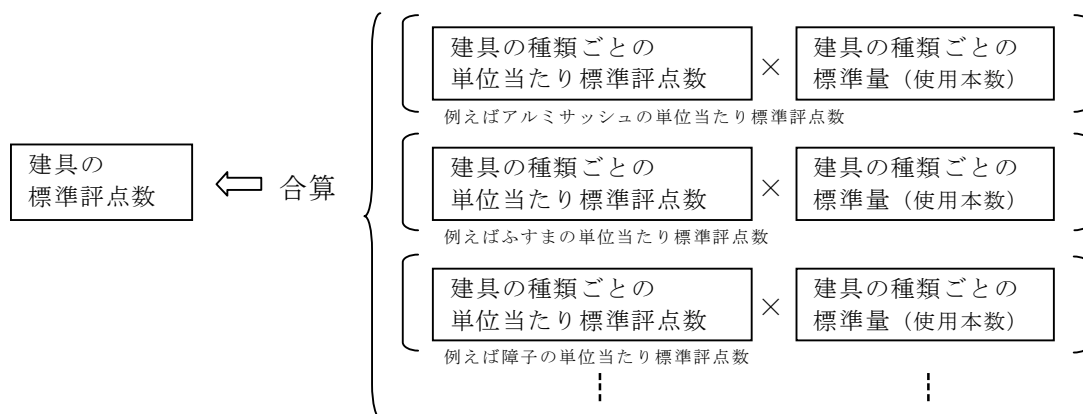 建具の種類ごとの
単位当たり標準評点数
×
建具の種類ごとの
標準量（使用本数）
例えばアルミサッシュの単位当たり標準評点数
建具の
標準評点数
合算
建具の種類ごとの
単位当たり標準評点数
×
建具の種類ごとの
標準量（使用本数）
例えばふすまの単位当たり標準評点数
建具の種類ごとの
単位当たり標準評点数
×
建具の種類ごとの
標準量（使用本数）
例えば障子の単位当たり標準評点数